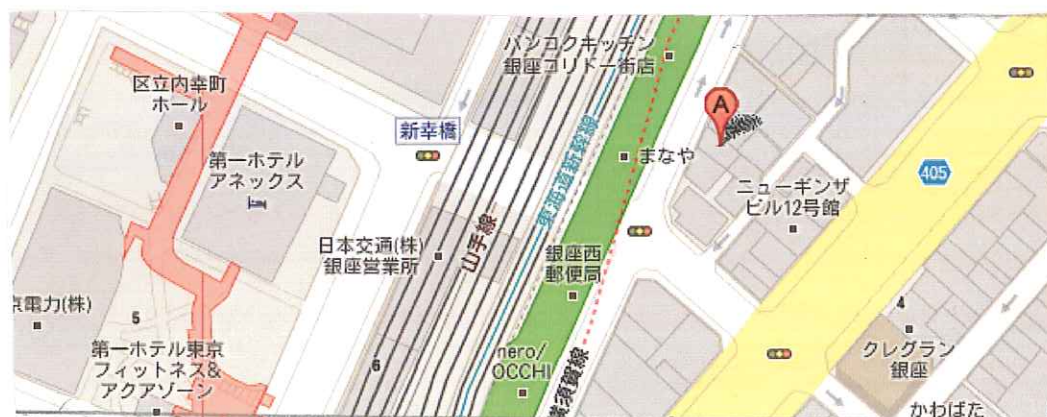 バンコクキッチン
銀座コリドー街店
区立内幸町
ホール
A
新幸橋
東海道新幹線
まなや
405
第一ホテル
アネックス
ニューギンザ
ビル12号館
日本交通(株)
銀座営業所
山手線
銀座西
郵便局
京電力(株)
5
4
第一ホテル東京
フィットネス&
アクアゾーン
6
nero/
OCCHI
横須賀線
クレグラン
銀座
かわばた